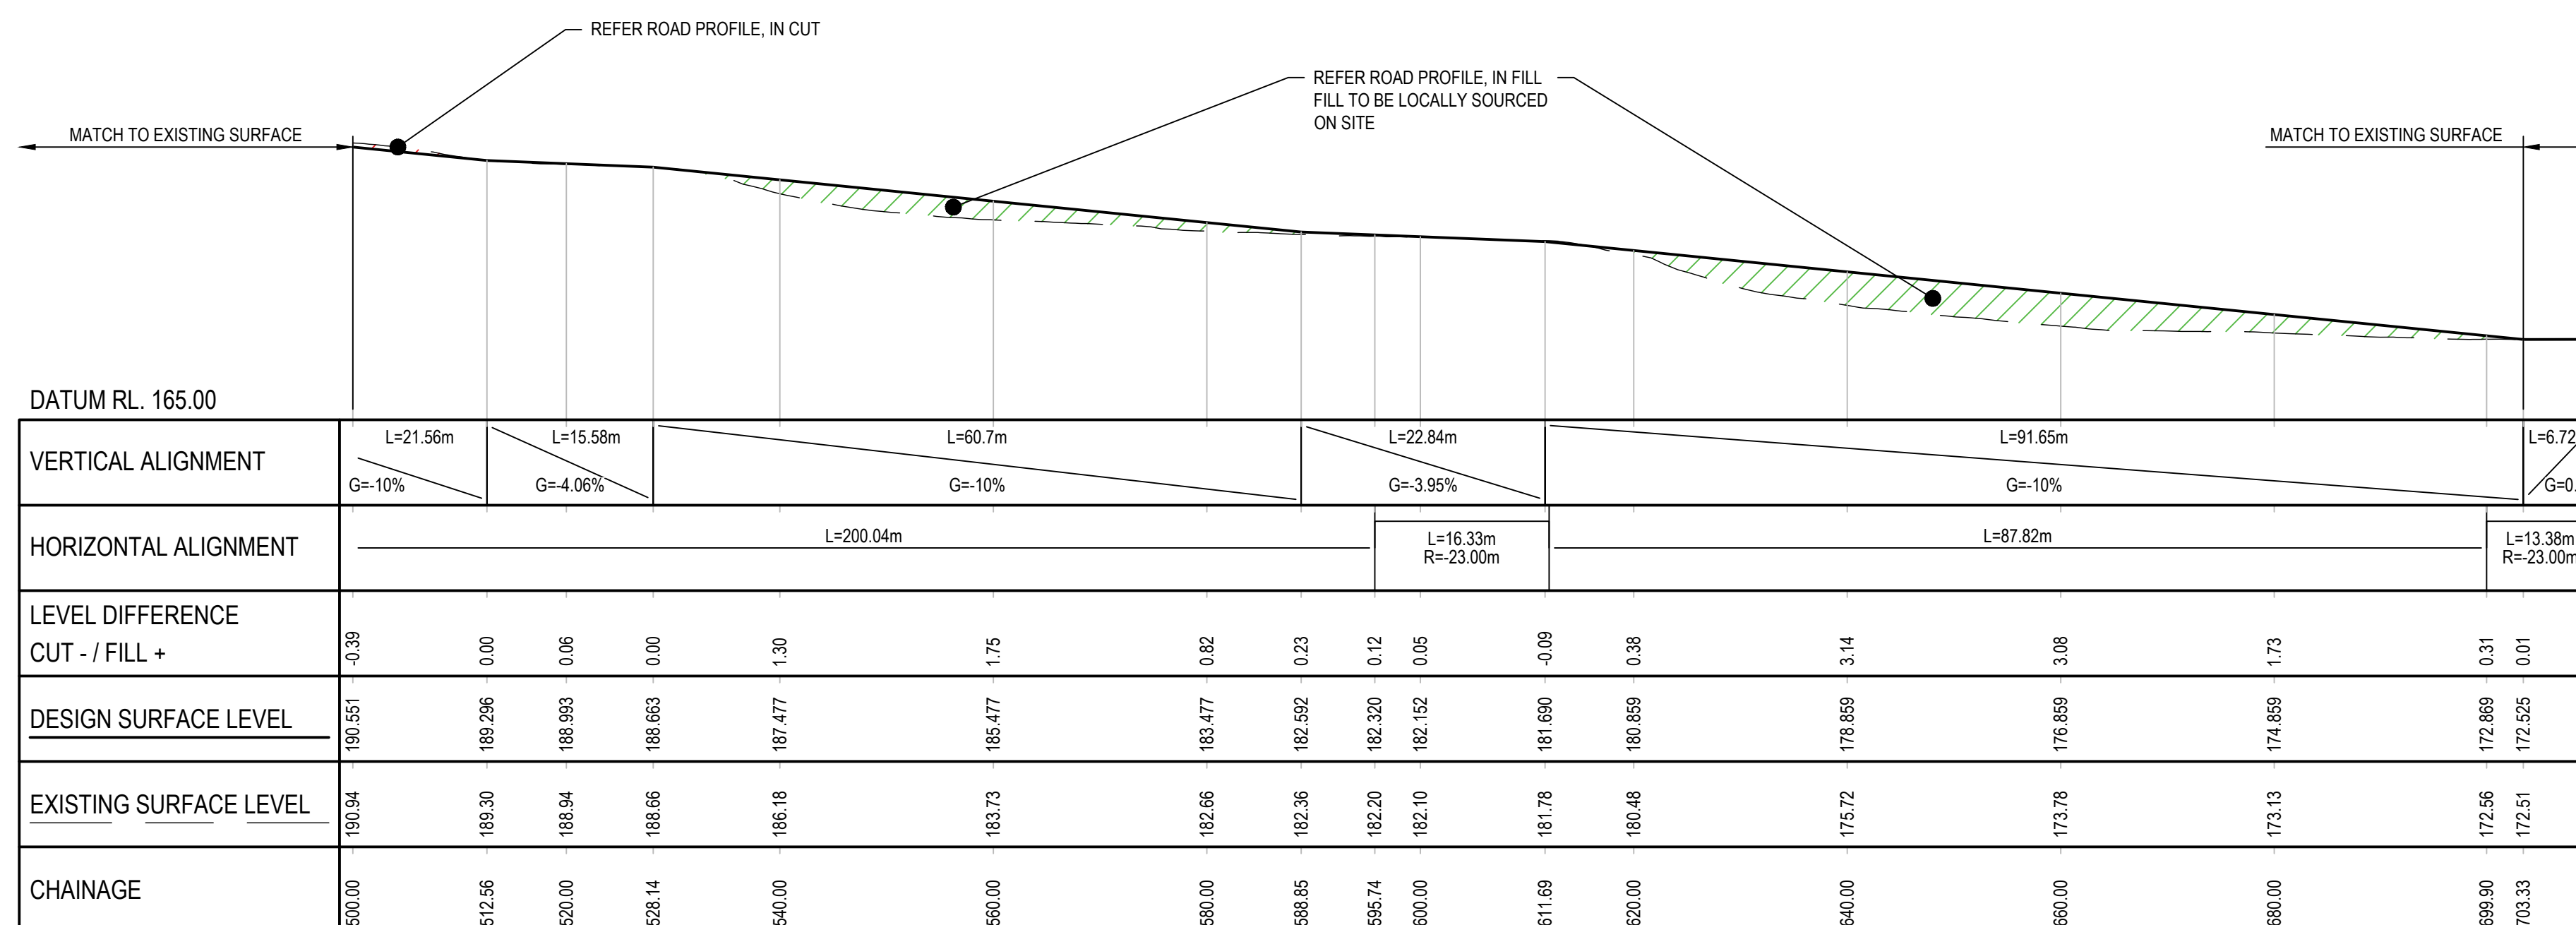 REFER ROAD PROFILE, IN CUT
REFER ROAD PROFILE, IN FILL
FILL TO BE LOCALLY SOURCED
ON SITE
MATCH TO EXISTING SURFACE
MATCH TO EXISTING SURFACE
DATUM RL. 165.00
VERTICAL ALIGNMENT
L=21.56m L=15.58m L=60.7m L=22.84m L=91.65m L=6.72
G=-10% G=-4.06% G=-10% G=-3.95% G=-10% G=0.
HORIZONTAL ALIGNMENT
L=200.04m L=16.33m L=87.82m L=13.38m
R=-23.00m R=-23.00m
LEVEL DIFFERENCE
CUT - / FILL +
-0.39 0.00 0.06 0.00 1.30 1.75 0.82 0.23 0.12 0.05 -0.09 0.38 3.14 3.08 1.73 0.31 0.01
DESIGN SURFACE LEVEL
190.551 189.296 188.993 188.663 187.477 185.477 183.477 182.592 182.320 182.152 181.690 180.859 178.859 176.859 174.859 172.869 172.525
EXISTING SURFACE LEVEL
190.94 189.30 188.94 188.66 186.18 183.73 182.66 182.36 182.20 182.10 181.78 180.48 175.72 173.78 173.13 172.56 172.51
CHAINAGE
500.00 512.56 520.00 528.14 540.00 560.00 580.00 588.85 595.74 600.00 611.69 620.00 640.00 660.00 680.00 699.90 703.33